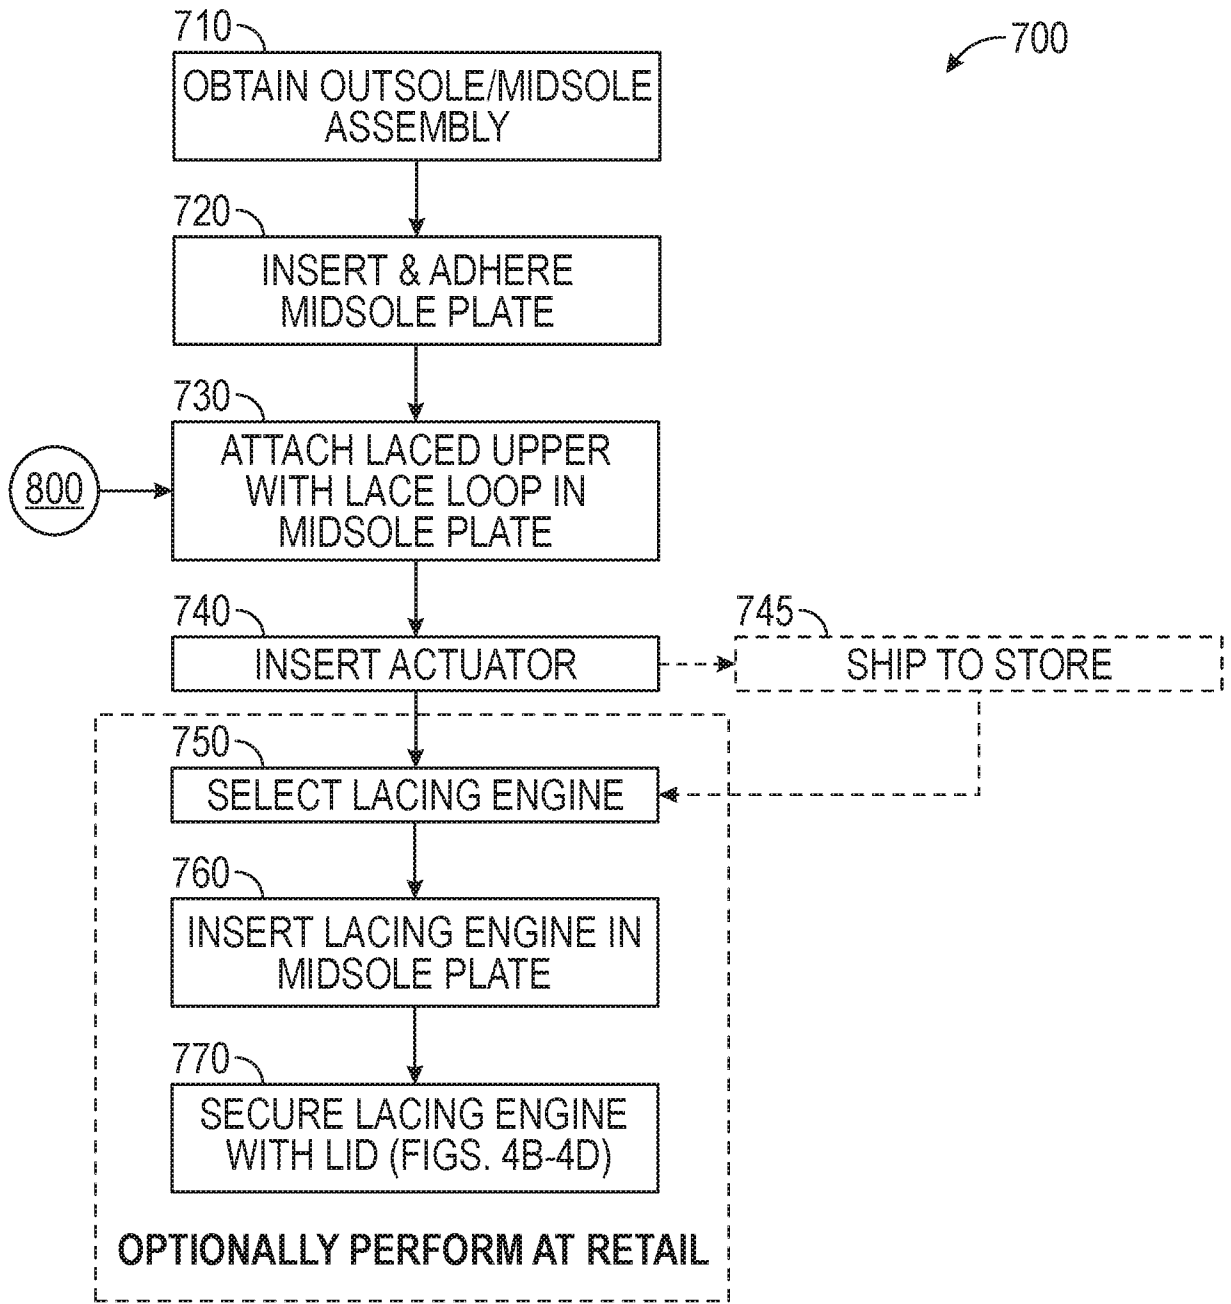 710
700
OBTAIN OUTSOLE/MIDSOLE
ASSEMBLY
720
INSERT & ADHERE
MIDSOLE PLATE
730
800
ATTACH LACED UPPER
WITH LACE LOOP IN
MIDSOLE PLATE
740
INSERT ACTUATOR
745
SHIP TO STORE
750
SELECT LACING ENGINE
760
INSERT LACING ENGINE IN
MIDSOLE PLATE
770
SECURE LACING ENGINE
WITH LID (FIGS. 4B-4D)
OPTIONALLY PERFORM AT RETAIL